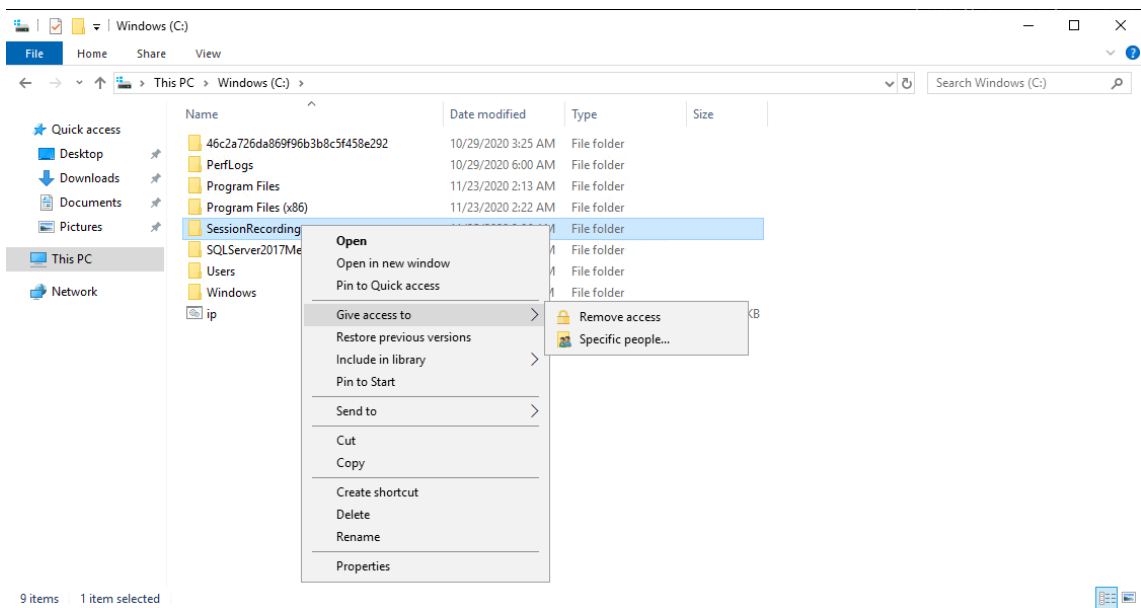 Windows (C:)
File Home Share View
This PC > Windows (C:) >
Search Windows (C:)
Name Date modified Type Size
Quick access
Desktop
Downloads
Documents
Pictures
This PC
Network
46c2a726da869f96b3b8c5f458e292 10/29/2020 3:25 AM File folder
PerfLogs 10/29/2020 6:00 AM File folder
Program Files 11/23/2020 2:13 AM File folder
Program Files (x86) 11/23/2020 2:22 AM File folder
SessionRecording File folder
SQLServer2017Me File folder
Users File folder
Windows File folder
ip KB
Open
Open in new window
Pin to Quick access
Give access to
Restore previous versions
Include in library
Pin to Start
Send to
Cut
Copy
Create shortcut
Delete
Rename
Properties
Remove access
Specific people...
9 items 1 item selected